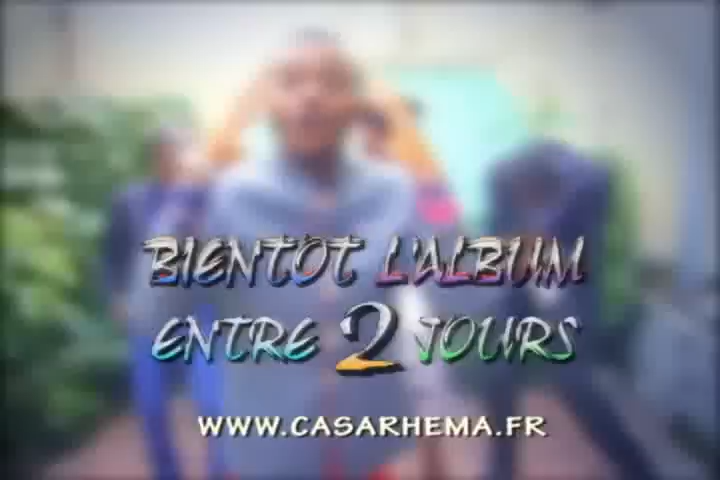 BIENTOT L'ALBUM
ENTRE 2 JOURS
WWW.CASARHEMA.FR